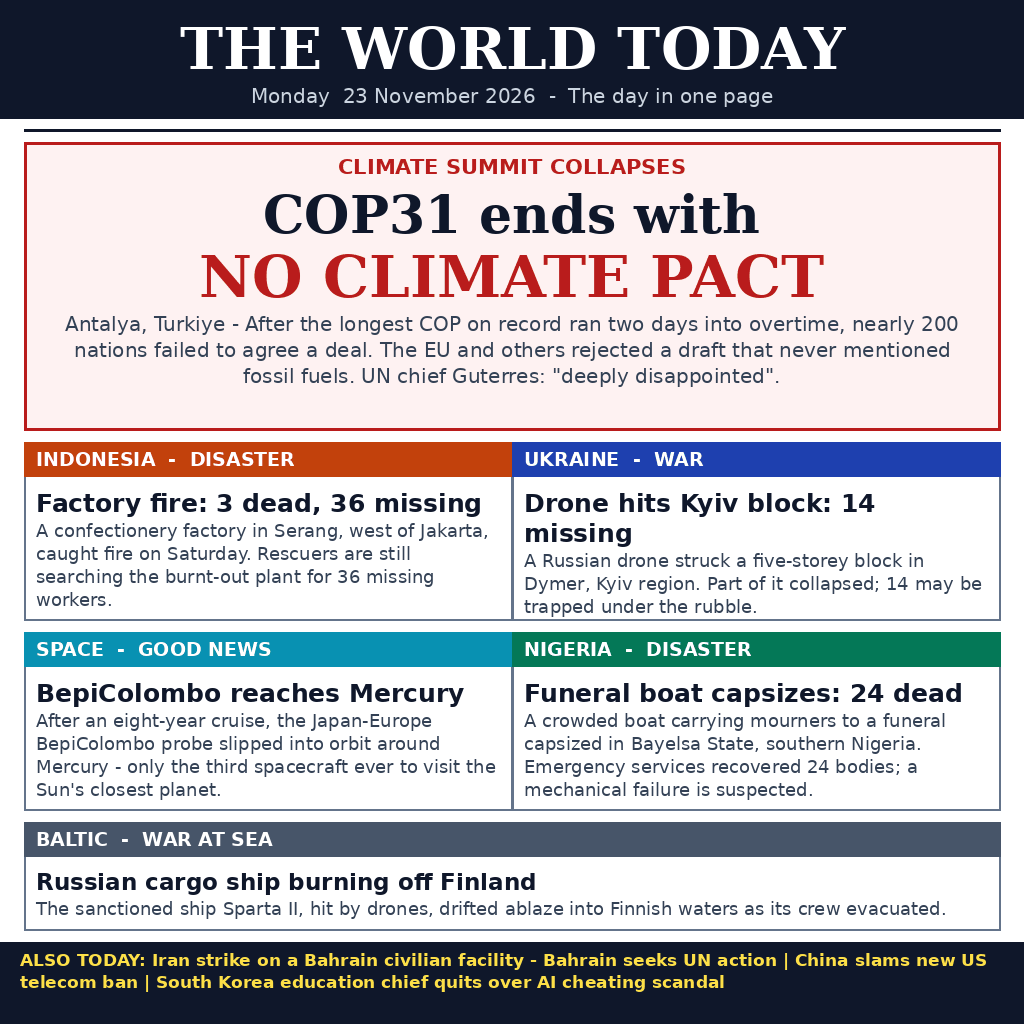 THE WORLD TODAY
Monday  23 November 2026  -  The day in one page
CLIMATE SUMMIT COLLAPSES
COP31 ends with
NO CLIMATE PACT
Antalya, Turkiye - After the longest COP on record ran two days into overtime, nearly 200
nations failed to agree a deal. The EU and others rejected a draft that never mentioned
fossil fuels. UN chief Guterres: "deeply disappointed".
INDONESIA  -  DISASTER
Factory fire: 3 dead, 36 missing
A confectionery factory in Serang, west of Jakarta,
caught fire on Saturday. Rescuers are still
searching the burnt-out plant for 36 missing
workers.
UKRAINE  -  WAR
Drone hits Kyiv block: 14
missing
A Russian drone struck a five-storey block in
Dymer, Kyiv region. Part of it collapsed; 14 may be
trapped under the rubble.
SPACE  -  GOOD NEWS
BepiColombo reaches Mercury
After an eight-year cruise, the Japan-Europe
BepiColombo probe slipped into orbit around
Mercury - only the third spacecraft ever to visit the
Sun's closest planet.
NIGERIA  -  DISASTER
Funeral boat capsizes: 24 dead
A crowded boat carrying mourners to a funeral
capsized in Bayelsa State, southern Nigeria.
Emergency services recovered 24 bodies; a
mechanical failure is suspected.
BALTIC  -  WAR AT SEA
Russian cargo ship burning off Finland
The sanctioned ship Sparta II, hit by drones, drifted ablaze into Finnish waters as its crew evacuated.
ALSO TODAY: Iran strike on a Bahrain civilian facility - Bahrain seeks UN action | China slams new US
telecom ban | South Korea education chief quits over AI cheating scandal